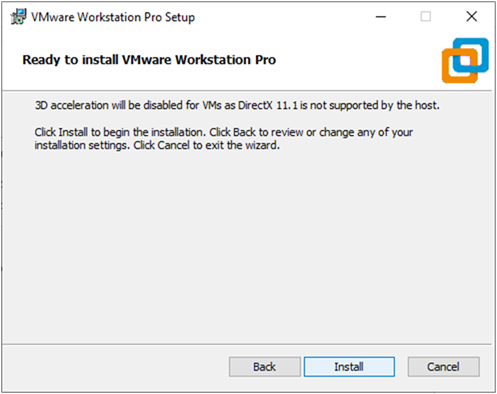 VMware Workstation Pro Setup
Ready to install VMware Workstation Pro
3D acceleration will be disabled for VMs as DirectX 11.1 is not supported by the host.
Click Install to begin the installation. Click Back to review or change any of your
installation settings. Click Cancel to exit the wizard.
Back Install Cancel